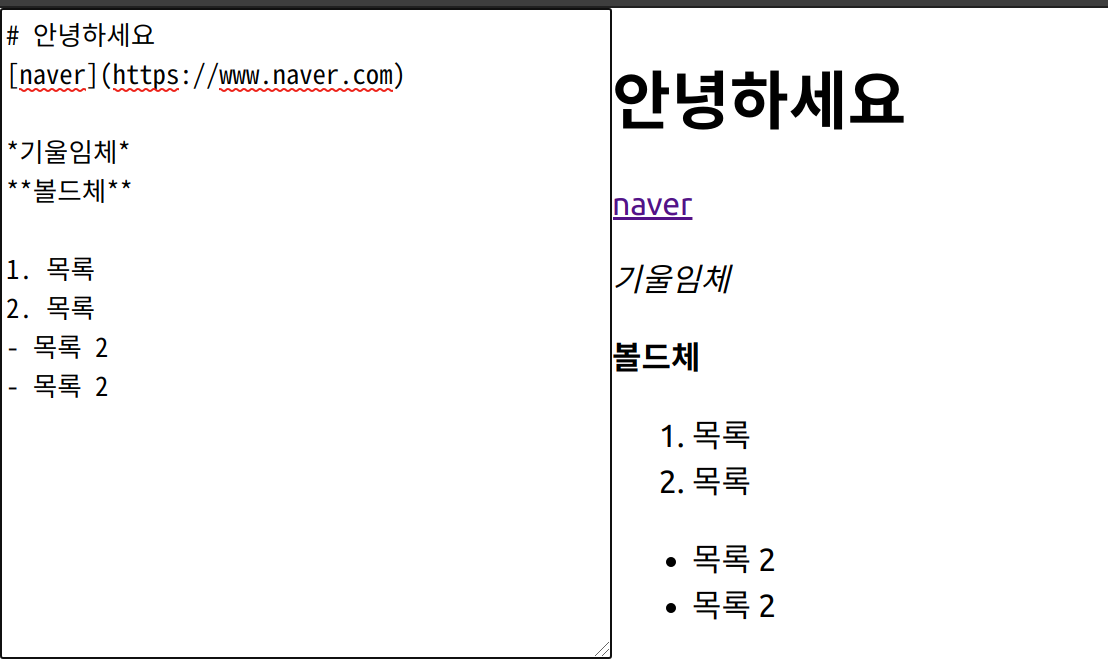 # 안녕하세요
[naver](https://www.naver.com)
*기울임체*
**볼드체**
1. 목록
2. 목록
- 목록 2
- 목록 2
안녕하세요
naver
기울임체
볼드체
1. 목록
2. 목록
• 목록 2
• 목록 2